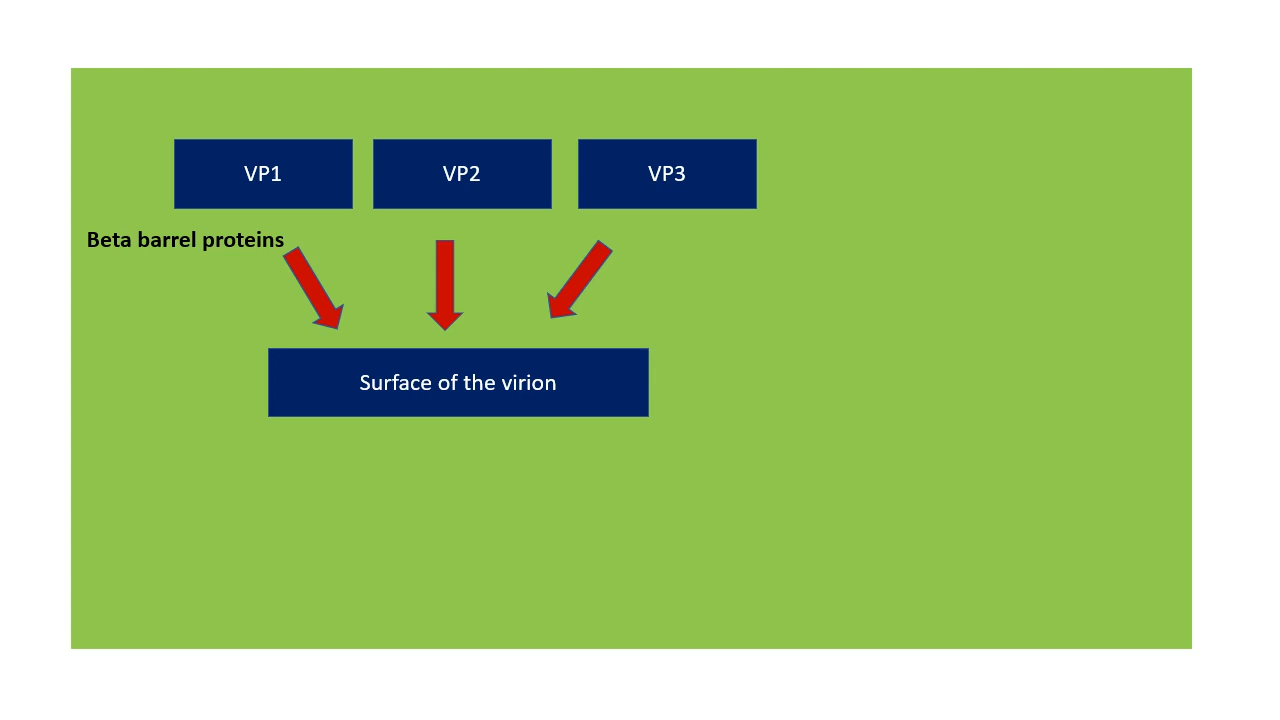 VP1
VP2
VP3
Beta barrel proteins
Surface of the virion